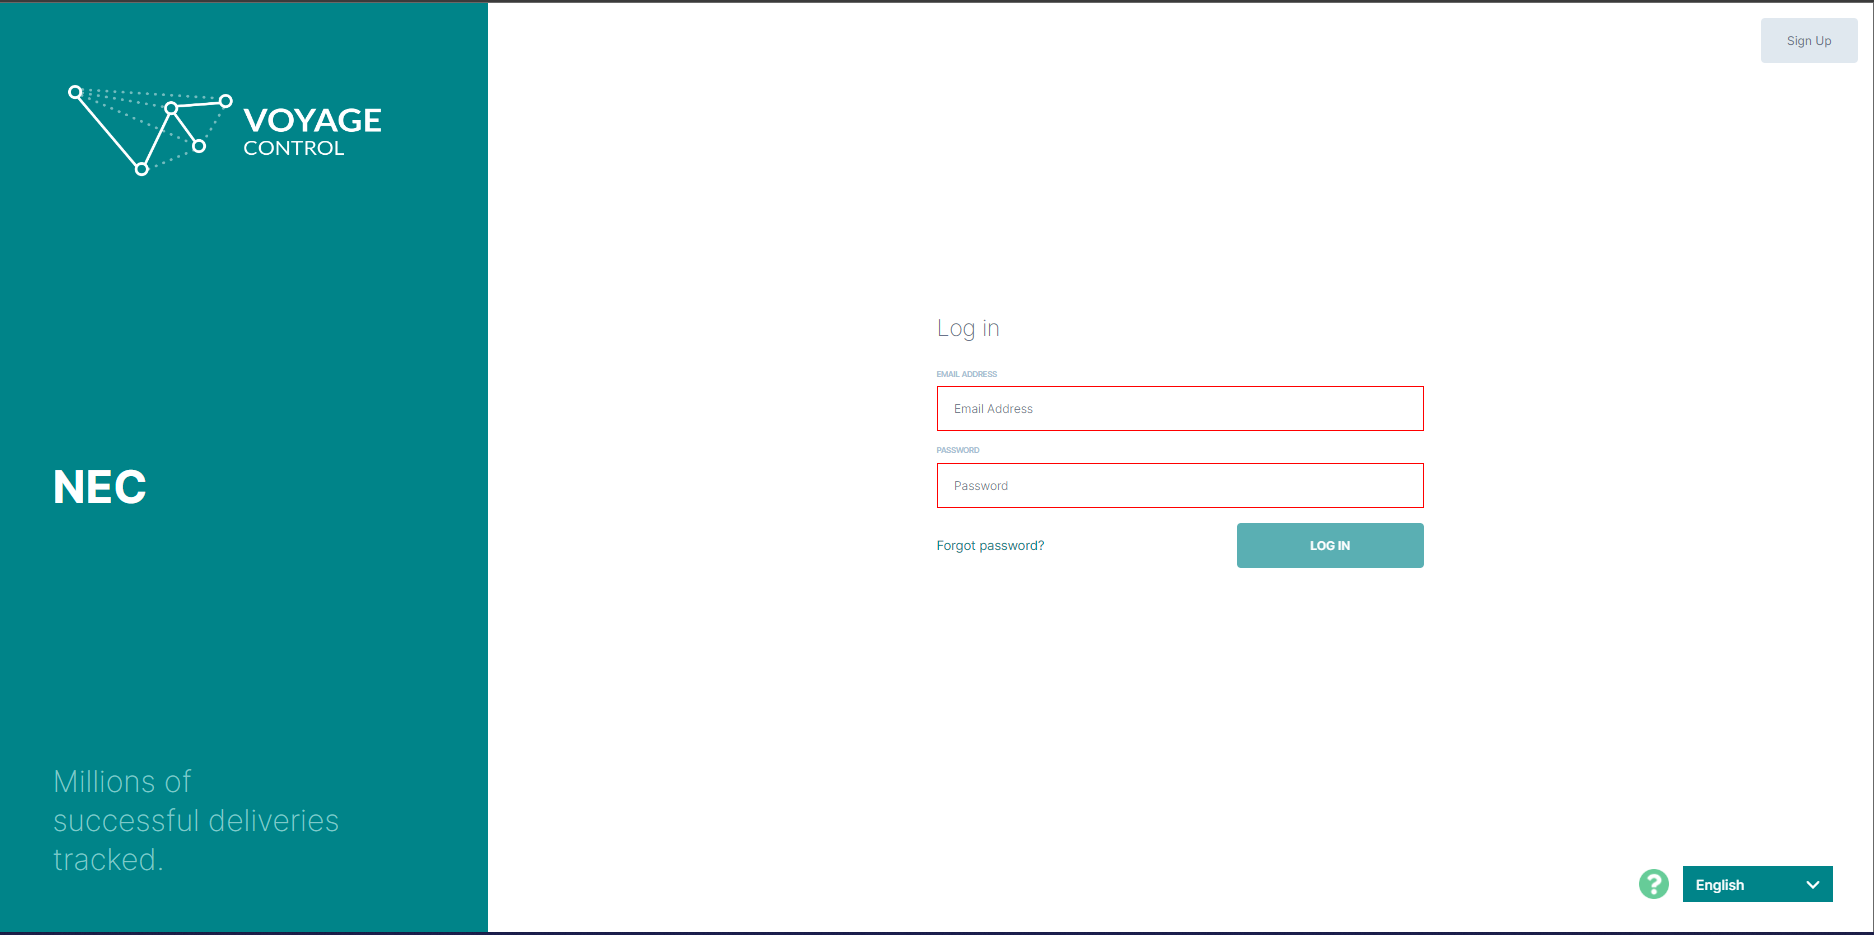 VOYAGE
CONTROL
NEC
Millions of
successful deliveries
tracked.
Sign Up
Log in
EMAIL ADDRESS
Email Address
PASSWORD
Password
Forgot password?
LOG IN
?
English